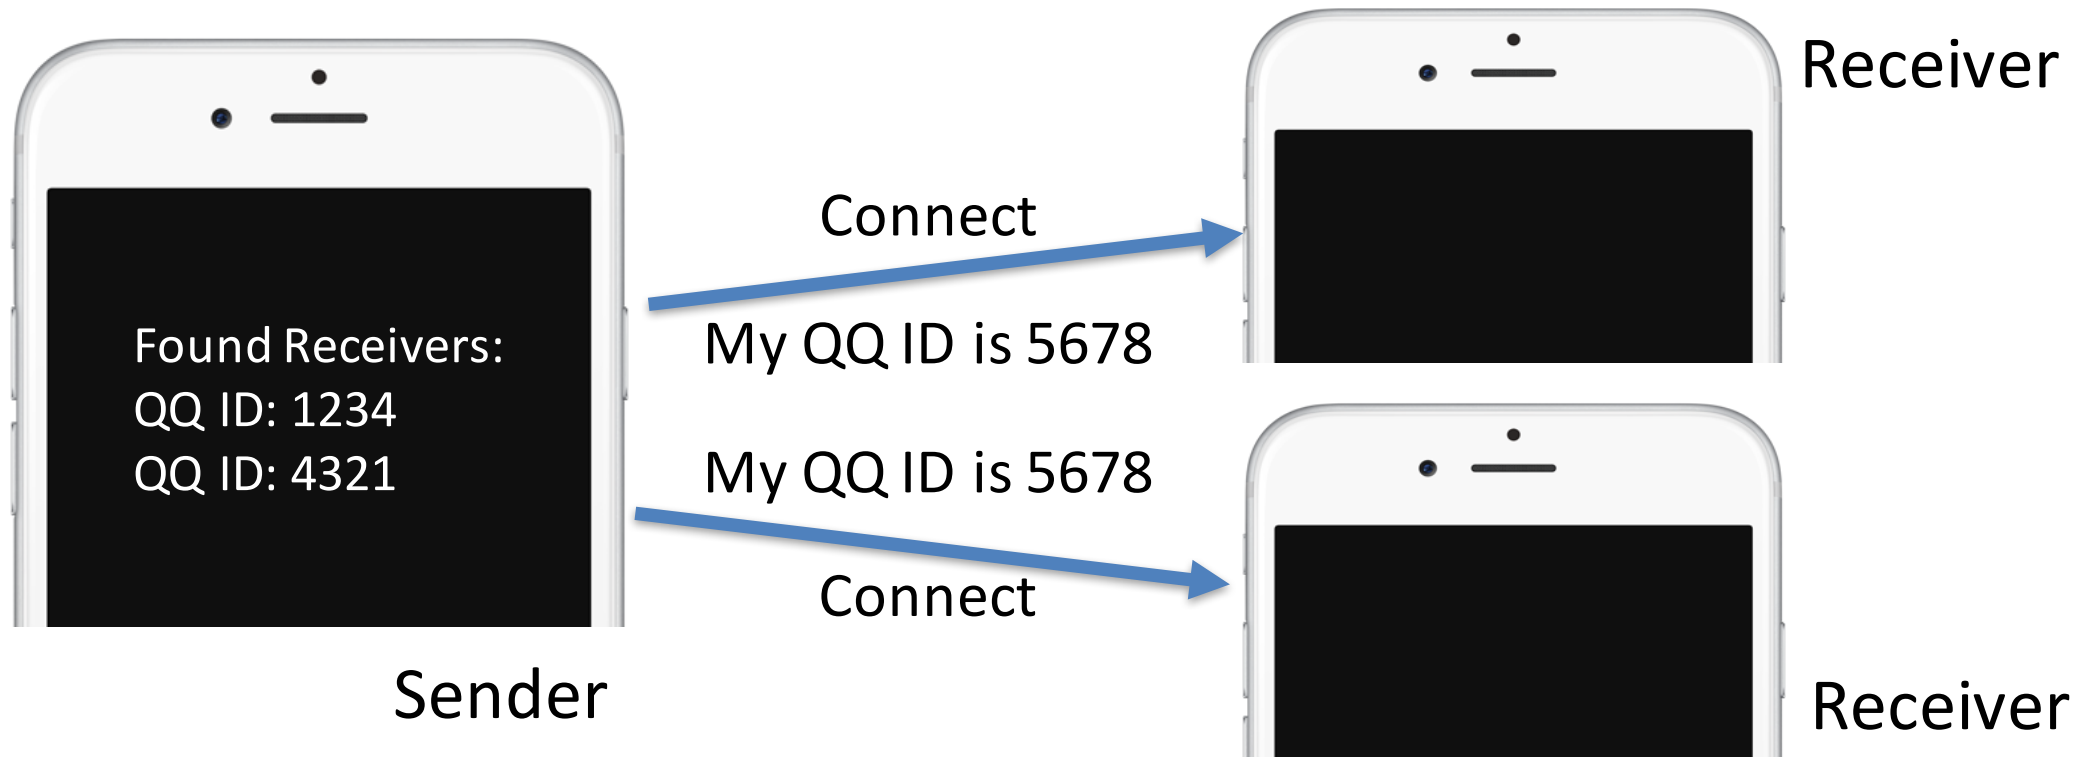 Receiver
Connect
My QQ ID is 5678
Found Receivers:
QQ ID: 1234
QQ ID: 4321
My QQ ID is 5678
Connect
Sender
Receiver